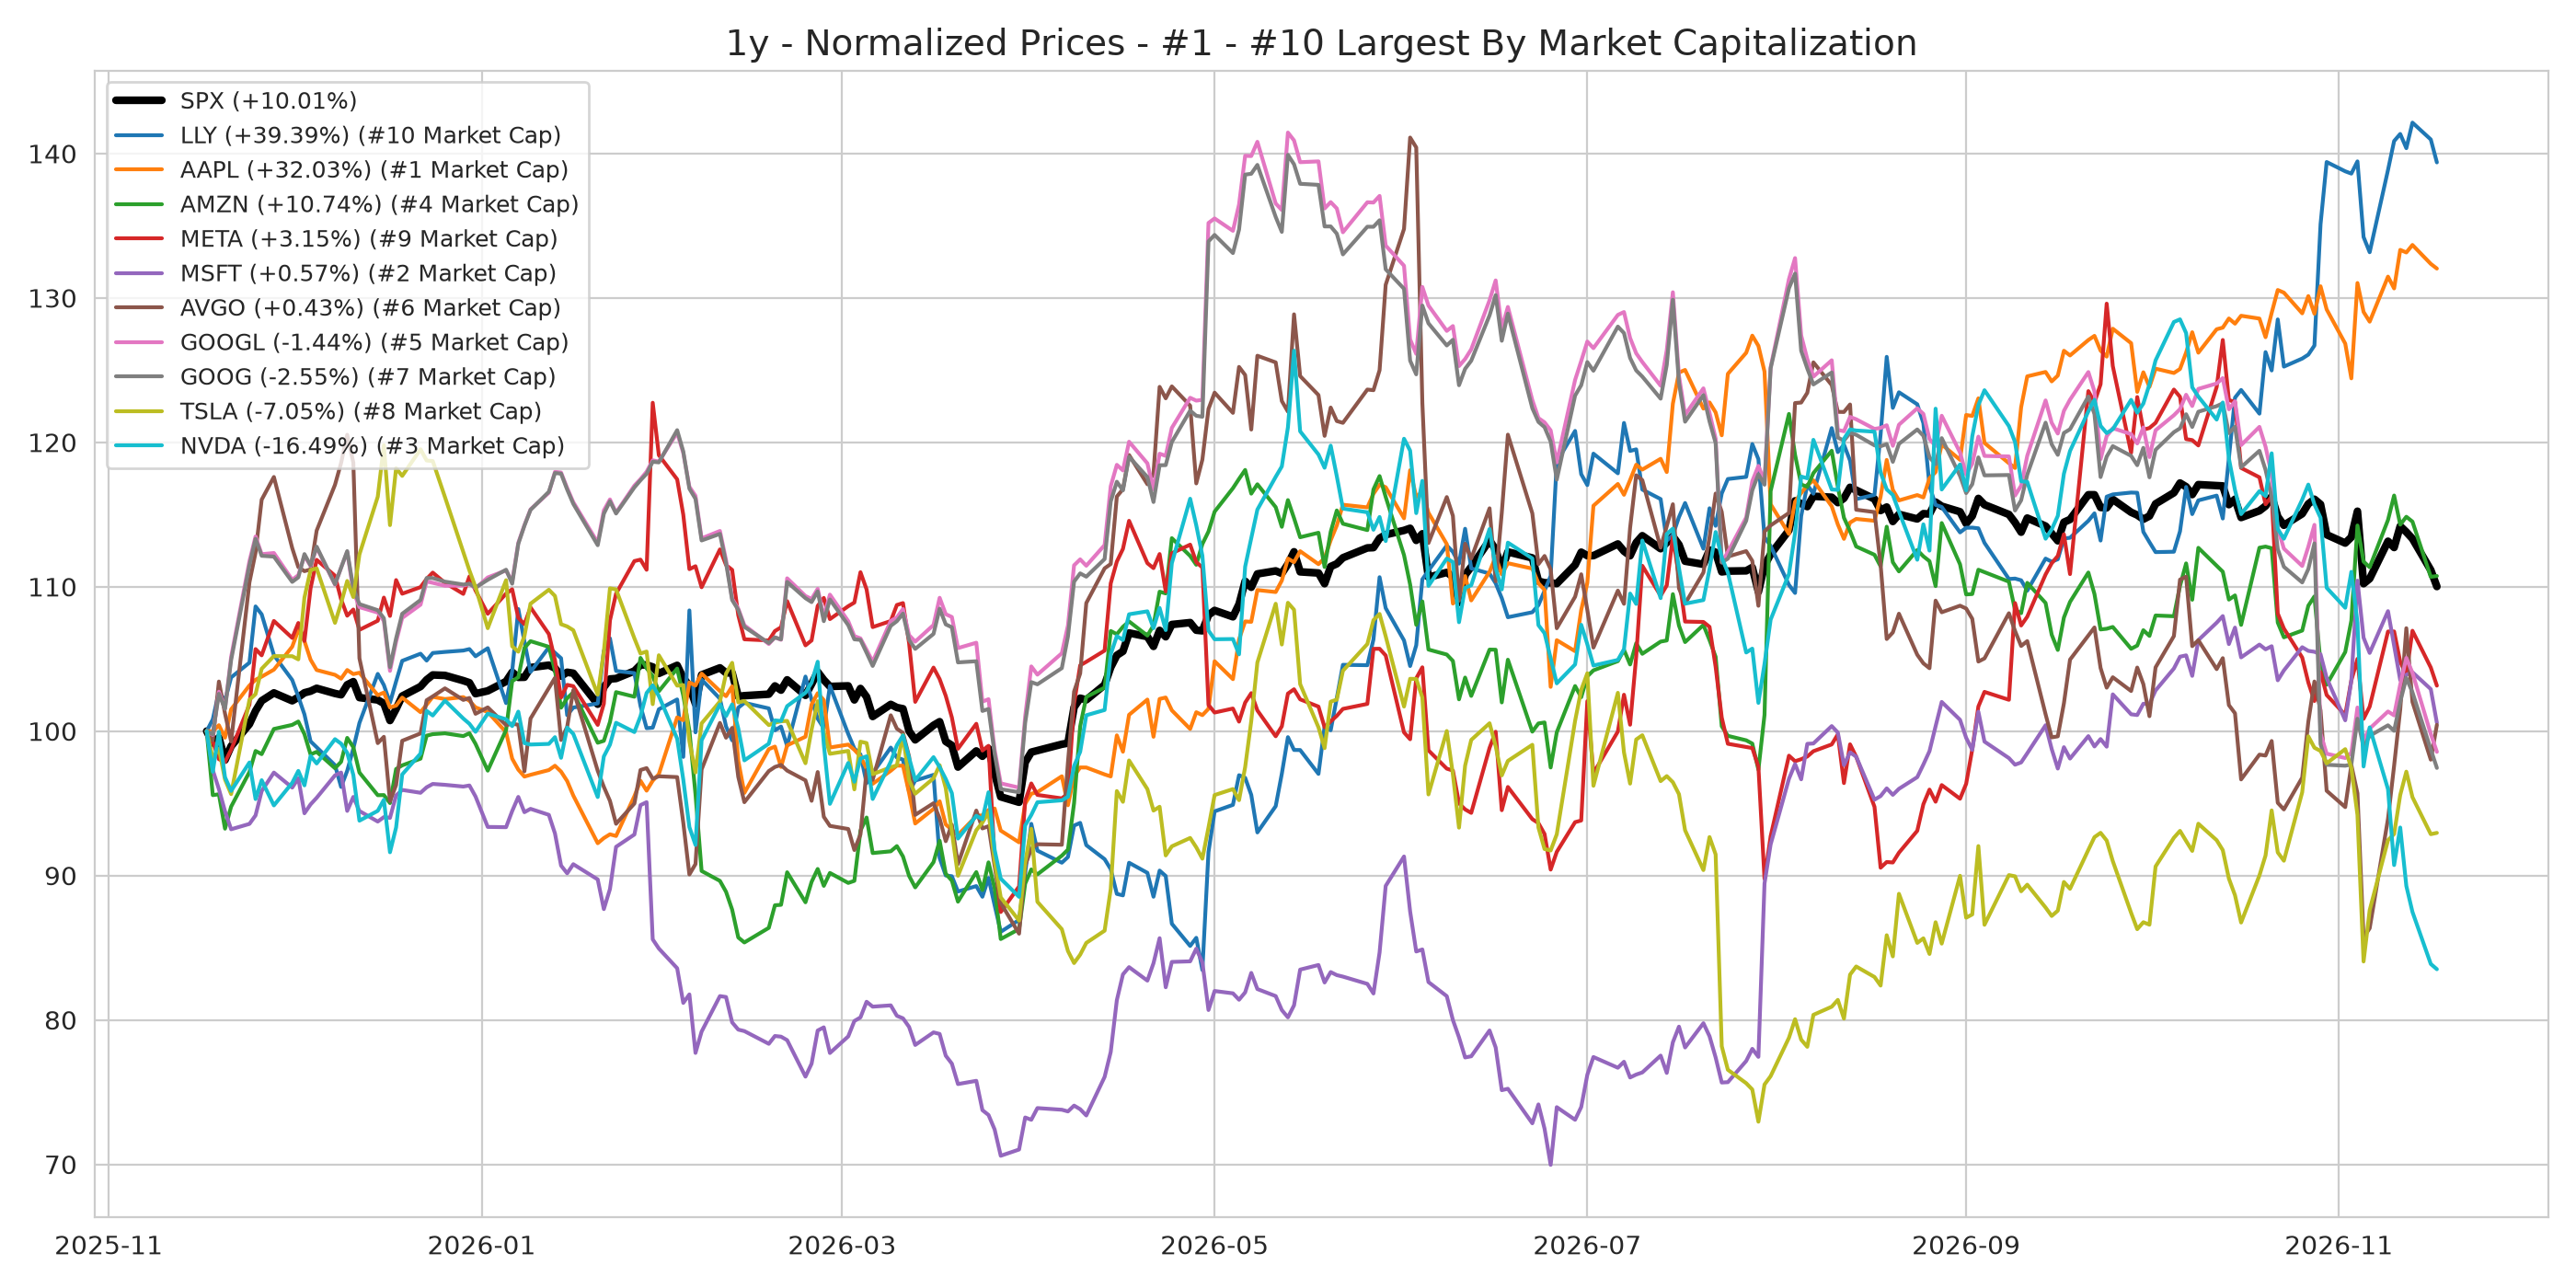 1y - Normalized Prices - #1 - #10 Largest By Market Capitalization
SPX (+10.01%)
LLY (+39.39%) (#10 Market Cap)
AAPL (+32.03%) (#1 Market Cap)
AMZN (+10.74%) (#4 Market Cap)
META (+3.15%) (#9 Market Cap)
MSFT (+0.57%) (#2 Market Cap)
AVGO (+0.43%) (#6 Market Cap)
GOOGL (-1.44%) (#5 Market Cap)
GOOG (-2.55%) (#7 Market Cap)
TSLA (-7.05%) (#8 Market Cap)
NVDA (-16.49%) (#3 Market Cap)
140
130
120
110
100
90
80
70
2025-11 2026-01 2026-03 2026-05 2026-07 2026-09 2026-11